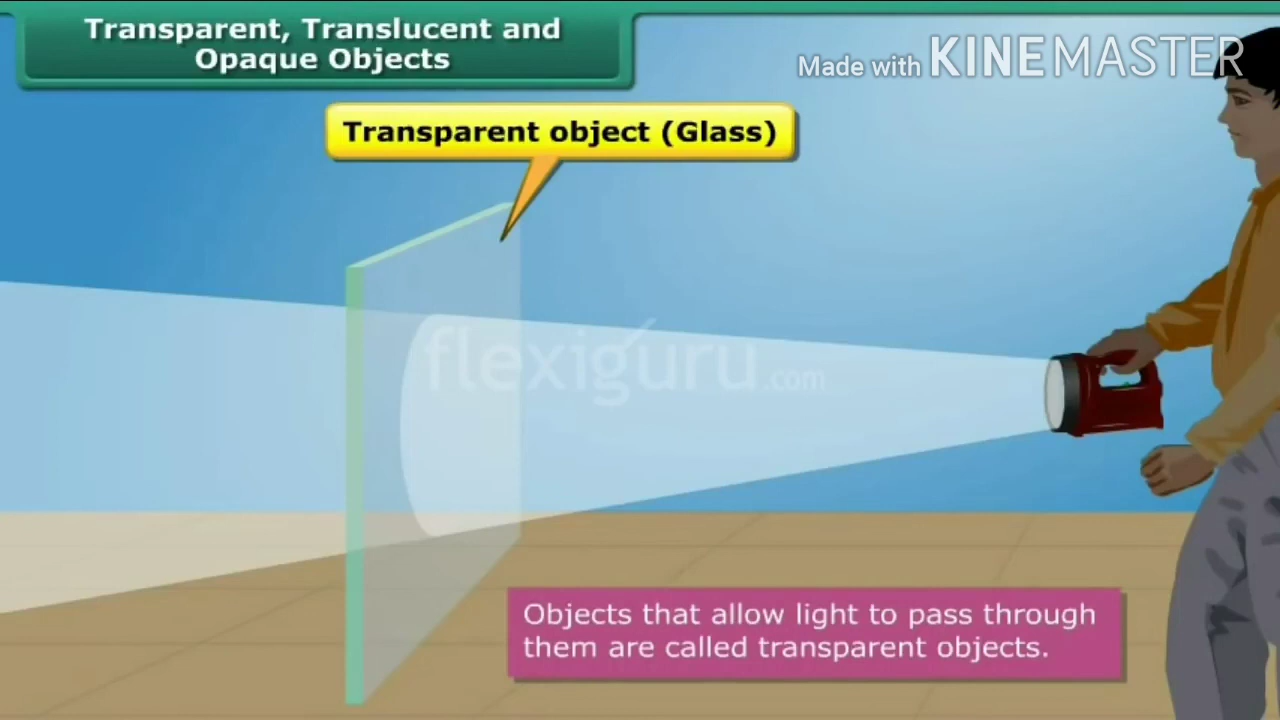 Transparent, Translucent and
Opaque Objects
Made with KINEMASTER
Transparent object (Glass)
flexiguru.com
Objects that allow light to pass through
them are called transparent objects.